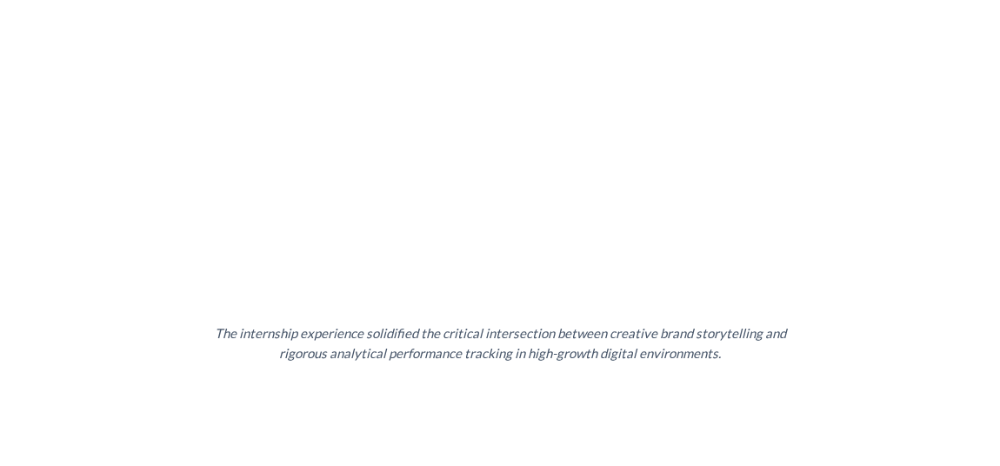 The internship experience solidified the critical intersection between creative brand storytelling and
rigorous analytical performance tracking in high-growth digital environments.